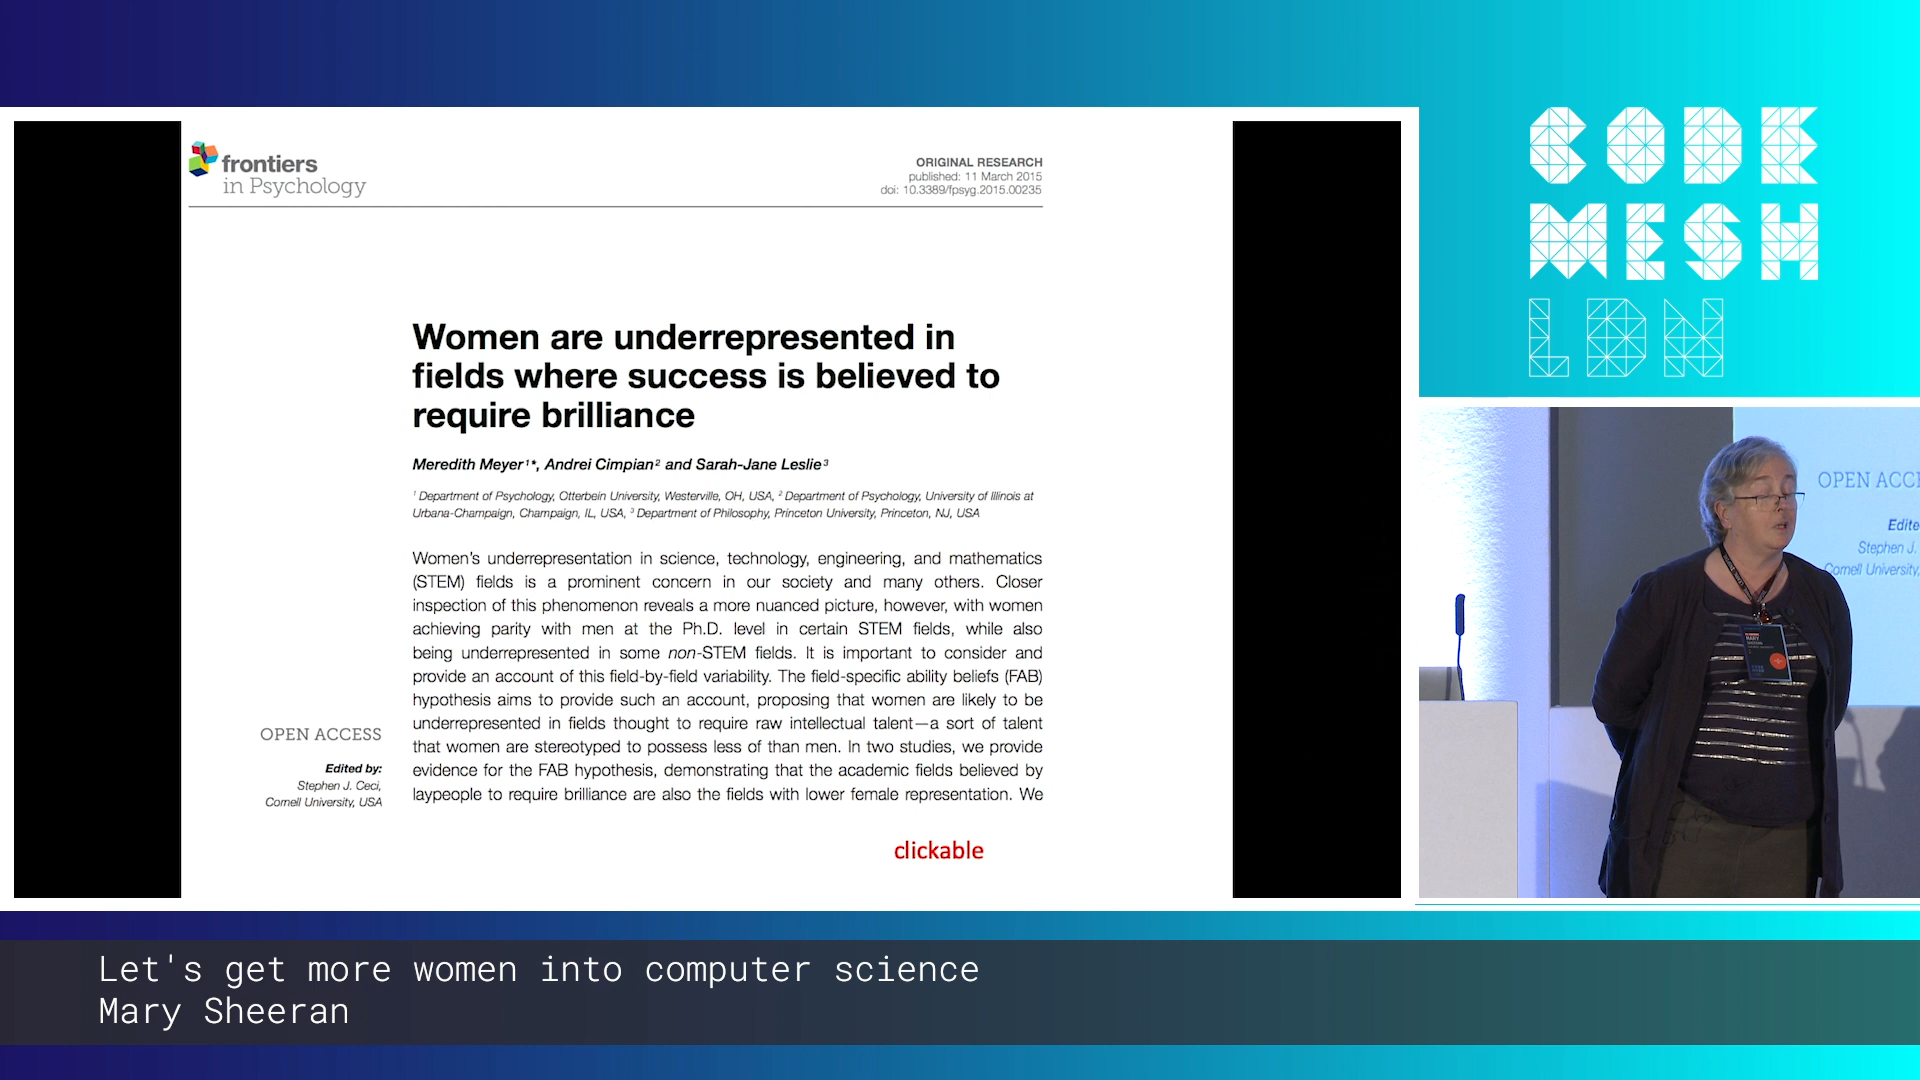 frontiers
in Psychology
ORIGINAL RESEARCH
published: 11 March 2015
doi: 10.3389/fpsyg.2015.00235
Women are underrepresented in
fields where success is believed to
require brilliance
Meredith Meyer1*, Andrei Cimpian2 and Sarah-Jane Leslie3
1 Department of Psychology, Otterbein University, Westerville, OH, USA, 2 Department of Psychology, University of Illinois at
Urbana-Champaign, Champaign, IL, USA, 3 Department of Philosophy, Princeton University, Princeton, NJ, USA
Women's underrepresentation in science, technology, engineering, and mathematics
(STEM) fields is a prominent concern in our society and many others. Closer
inspection of this phenomenon reveals a more nuanced picture, however, with women
achieving parity with men at the Ph.D. level in certain STEM fields, while also
being underrepresented in some non-STEM fields. It is important to consider and
provide an account of this field-by-field variability. The field-specific ability beliefs (FAB)
hypothesis aims to provide such an account, proposing that women are likely to be
underrepresented in fields thought to require raw intellectual talent—a sort of talent
that women are stereotyped to possess less of than men. In two studies, we provide
evidence for the FAB hypothesis, demonstrating that the academic fields believed by
laypeople to require brilliance are also the fields with lower female representation. We
OPEN ACCESS
Edited by:
Stephen J. Ceci,
Cornell University, USA
clickable
CODE
MESH
LDN
OPEN ACCE
Edite
Stephen J.
Cornell University,
MARY
Let's get more women into computer science
Mary Sheeran